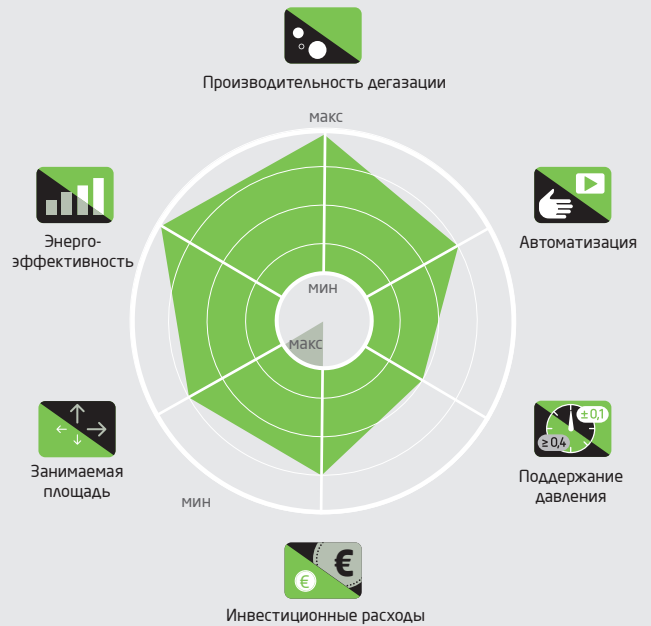 Производительность дегазации
макс
Энерго-
эффективность
Автоматизация
мин
макс
± 0,1
≥ 0,4
Занимаемая
площадь
Поддержание
давления
мин
€
€
Инвестиционные расходы